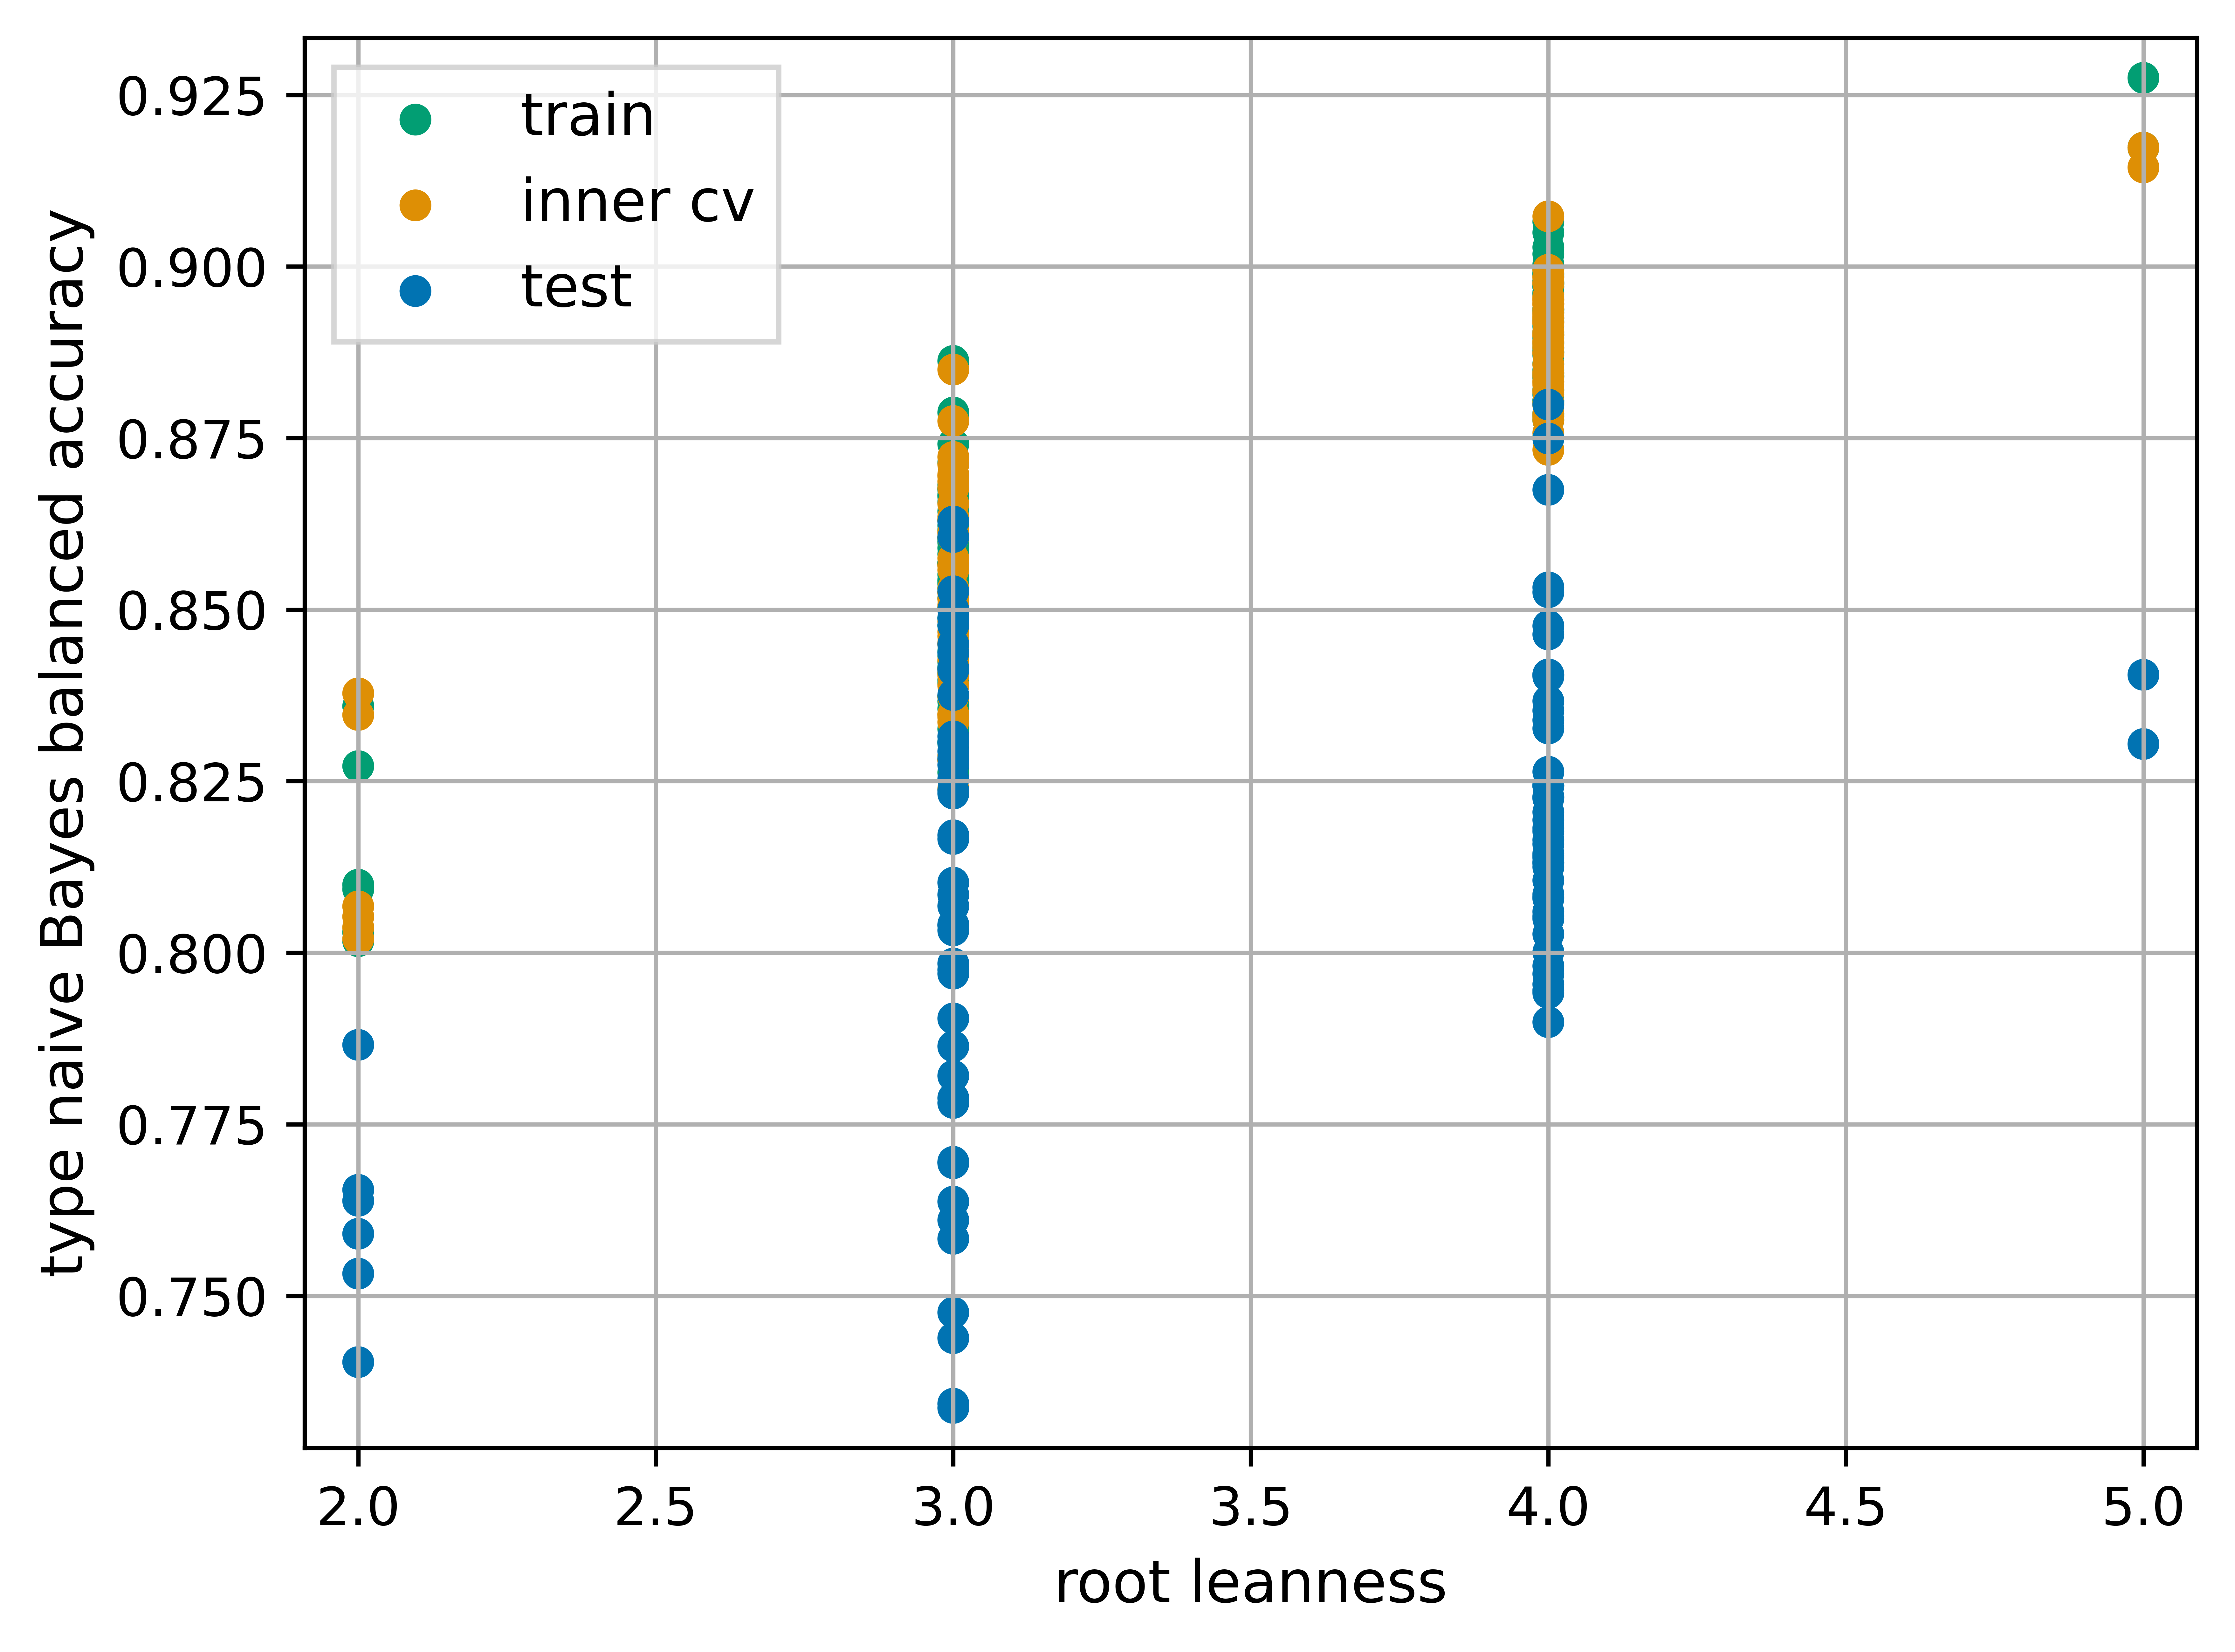 train
inner cv
test
type naive Bayes balanced accuracy
0.925
0.900
0.875
0.850
0.825
0.800
0.775
0.750
2.0 2.5 3.0 3.5 4.0 4.5 5.0
root leanness